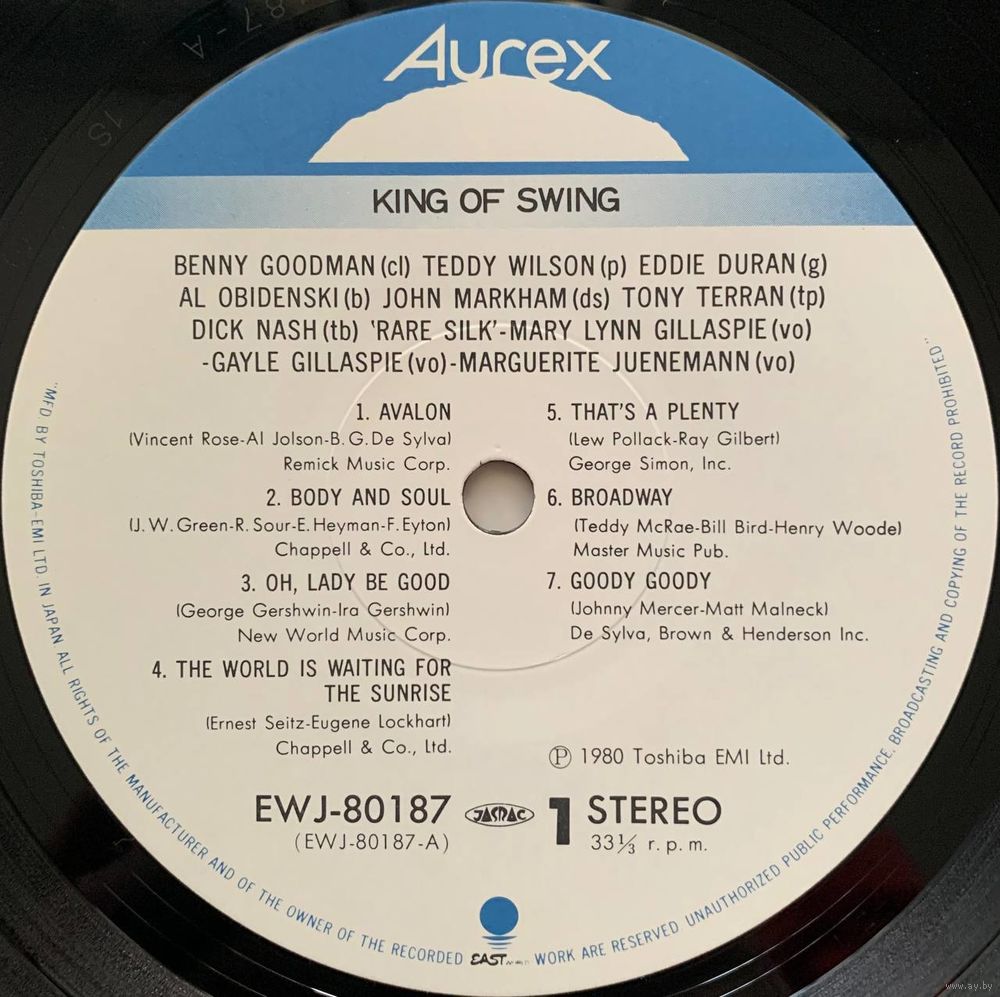 Aurex
KING OF SWING
BENNY GOODMAN (cl) TEDDY WILSON (p) EDDIE DURAN (g)
AL OBIDENSKI (b) JOHN MARKHAM (ds) TONY TERRAN (tp)
DICK NASH (tb) 'RARE SILK'-MARY LYNN GILLASPIE (vo)
-GAYLE GILLASPIE (vo)-MARGUERITE JUENEMANN (vo)
1. AVALON
(Vincent Rose-Al Jolson-B.G.De Sylva)
Remick Music Corp.
2. BODY AND SOUL
(J.W.Green-R.Sour-E.Heyman-F.Eyton)
Chappell & Co., Ltd.
3. OH, LADY BE GOOD
(George Gershwin-Ira Gershwin)
New World Music Corp.
4. THE WORLD IS WAITING FOR
THE SUNRISE
(Ernest Seitz-Eugene Lockhart)
Chappell & Co., Ltd.
5. THAT'S A PLENTY
(Lew Pollack-Ray Gilbert)
George Simon, Inc.
6. BROADWAY
(Teddy McRae-Bill Bird-Henry Woode)
Master Music Pub.
7. GOODY GOODY
(Johnny Mercer-Matt Malneck)
De Sylva, Brown & Henderson Inc.
Ⓟ 1980 Toshiba EMI Ltd.
EWJ-80187 JASRAC 1 STEREO
(EWJ-80187-A) 33⅓ r.p.m.
"MFD. BY TOSHIBA-EMI LTD. IN JAPAN ALL RIGHTS OF THE MANUFACTURER AND OF THE OWNER OF THE RECORDED WORK ARE RESERVED UNAUTHORIZED PUBLIC PERFORMANCE. BROADCASTING AND COPYING OF THE RECORD PROHIBITED"
EAST
www.ay.by